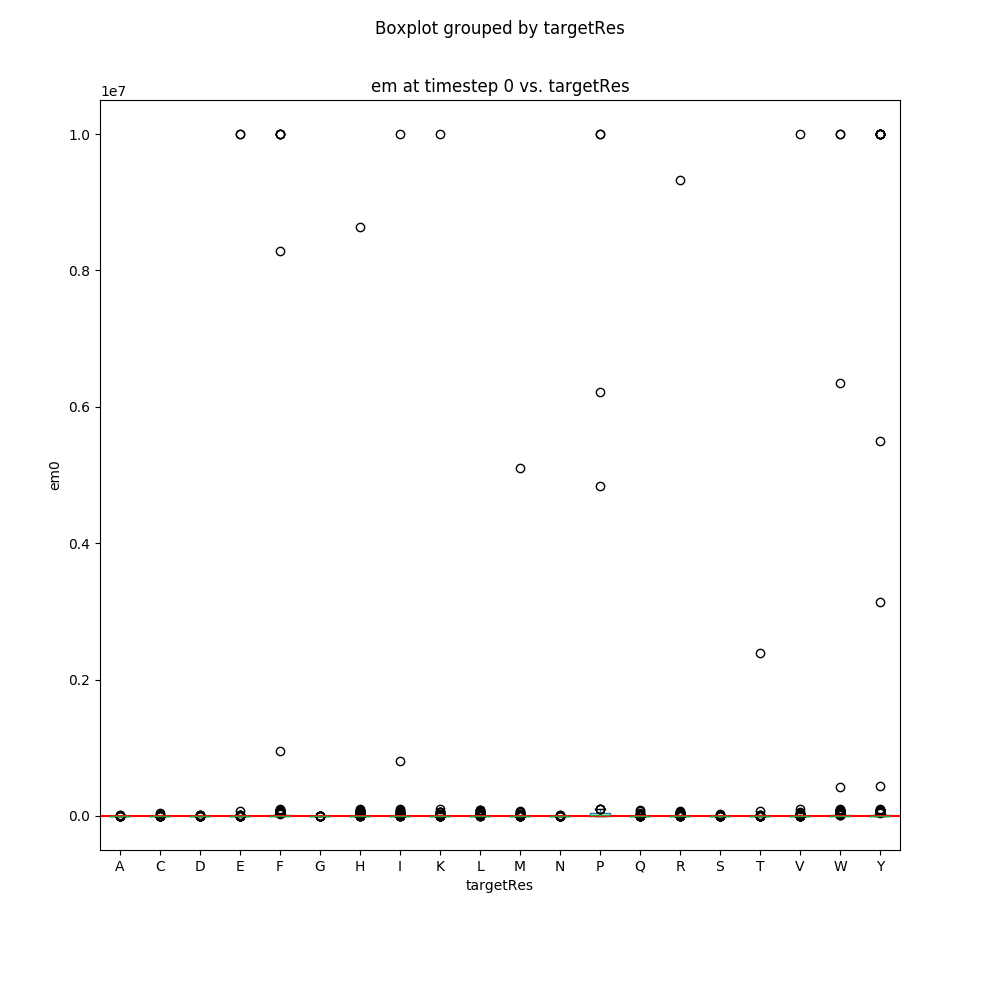 Boxplot grouped by targetRes
em at timestep 0 vs. targetRes
1e7
1.0
0.8
0.6
0.4
0.2
0.0
em0
A C D E F G H I K L M N P Q R S T V W Y
targetRes